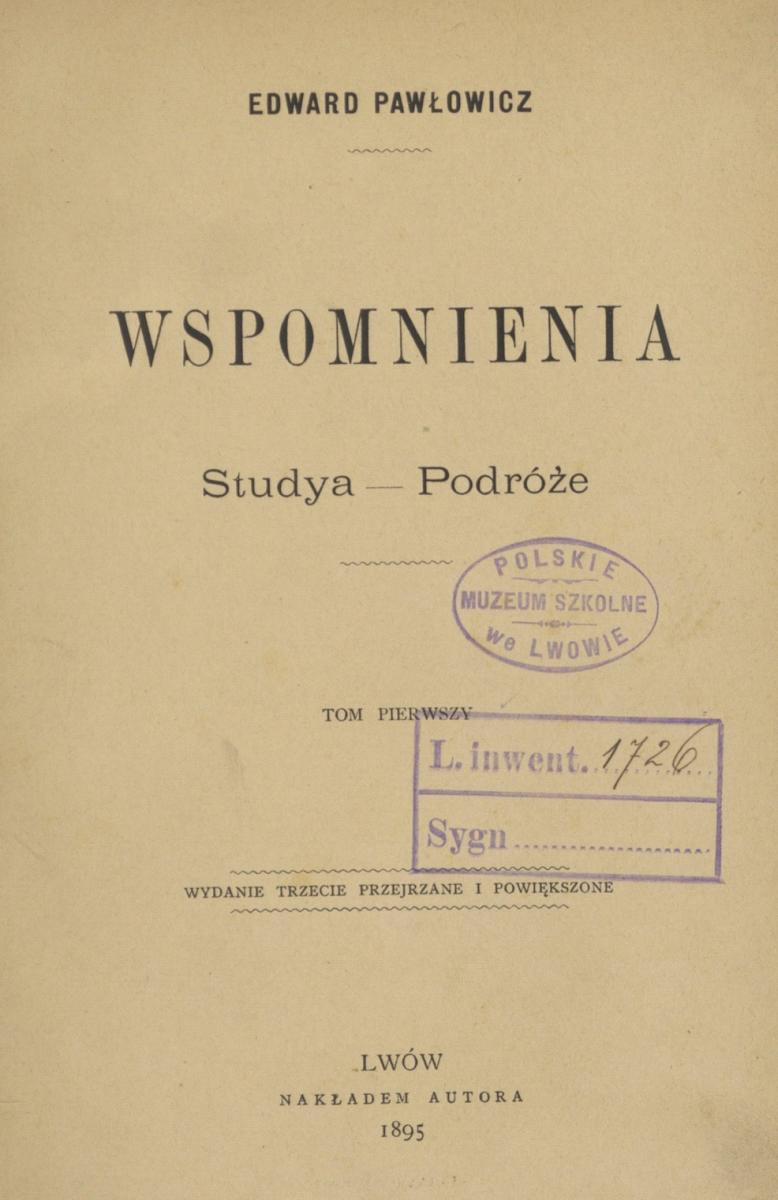 EDWARD PAWŁOWICZ
WSPOMNIENIA
Studya — Podróże
POLSKIE
MUZEUM SZKOLNE
we LWOWIE
TOM PIERWSZY
L. inwent. 1726
Sygn
WYDANIE TRZECIE PRZEJRZANE I POWIĘKSZONE
LWÓW
NAKŁADEM AUTORA
1895